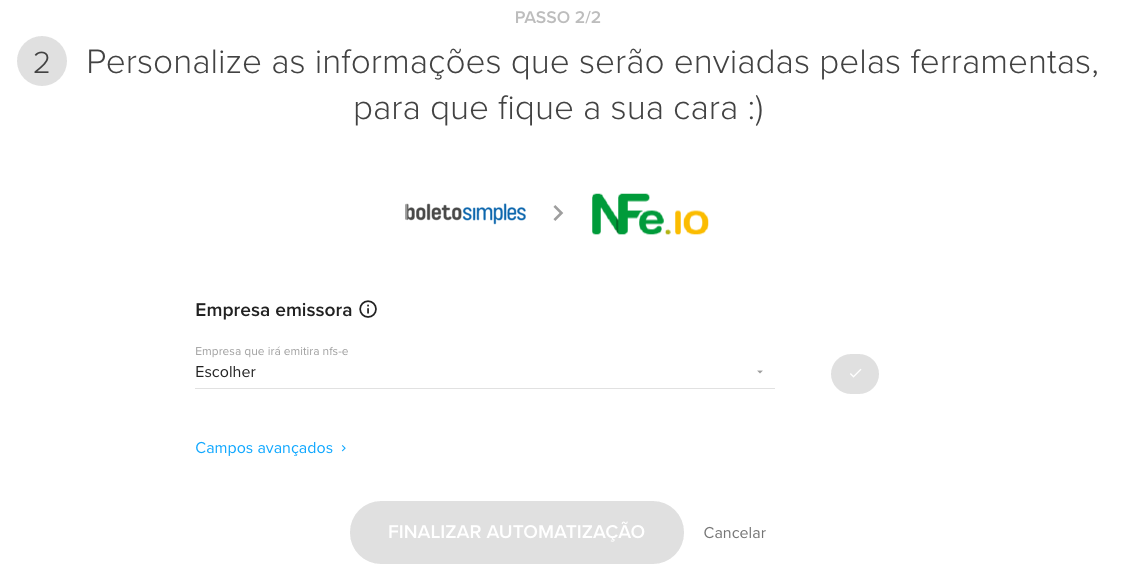 PASSO 2/2
2
Personalize as informações que serão enviadas pelas ferramentas,
para que fique a sua cara :)
boletosimples > NFe.io
Empresa emissora
Empresa que irá emitira nfs-e
Escolher
Campos avançados >
FINALIZAR AUTOMATIZAÇÃO Cancelar